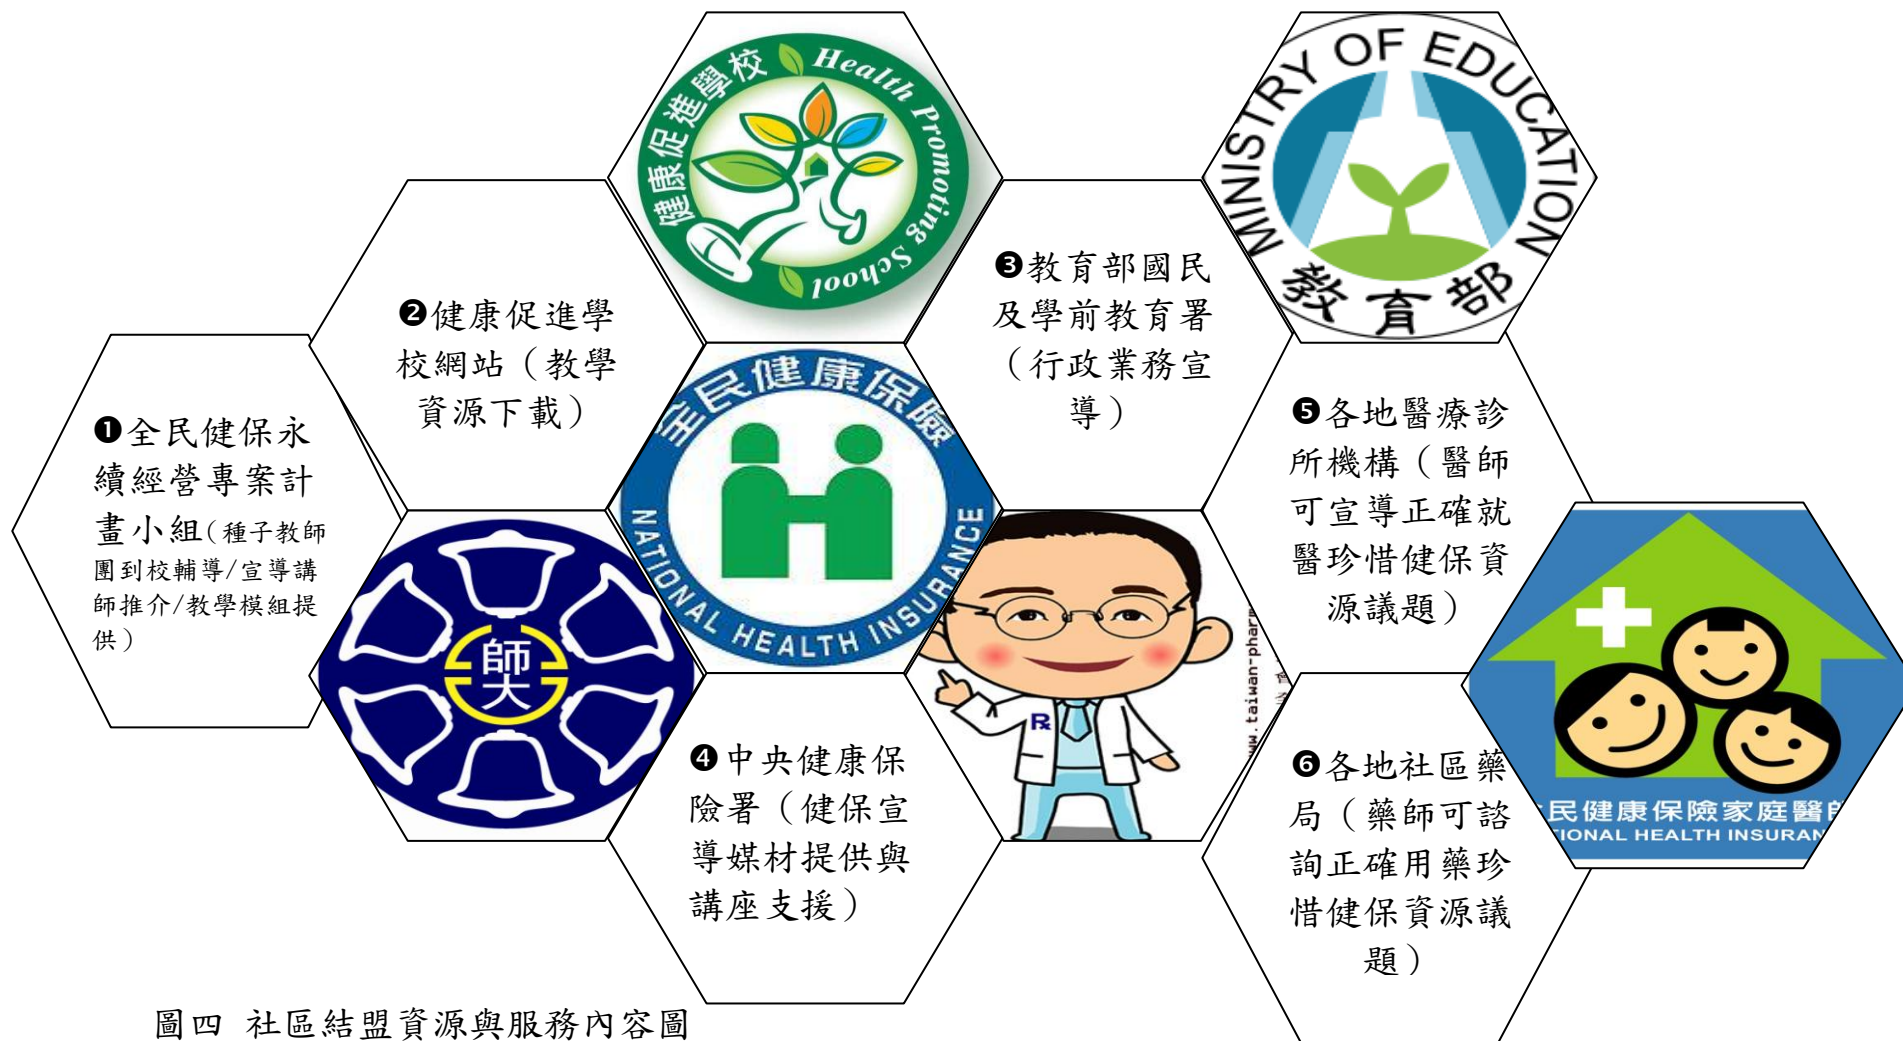 健康促進學校 Health Promoting School
MINISTRY OF EDUCATION
教育部
❶全民健保永
續經營專案計
畫小組(種子教師
團到校輔導/宣導講
師推介/教學模組提
供)
❷健康促進學
校網站（教學
資源下載）
❸教育部國民
及學前教育署
（行政業務宣
導）
全民健康保險
NATIONAL HEALTH INSURANCE
師大
❹中央健康保
險署（健保宣
導媒材提供與
講座支援）
R
ww.taiwan-pharm
❺各地醫療診
所機構（醫師
可宣導正確就
醫珍惜健保資
源議題）
❻各地社區藥
局（藥師可諮
詢正確用藥珍
惜健保資源議
題）
民健康保險家庭醫師
TIONAL HEALTH INSURAN
圖四 社區結盟資源與服務內容圖